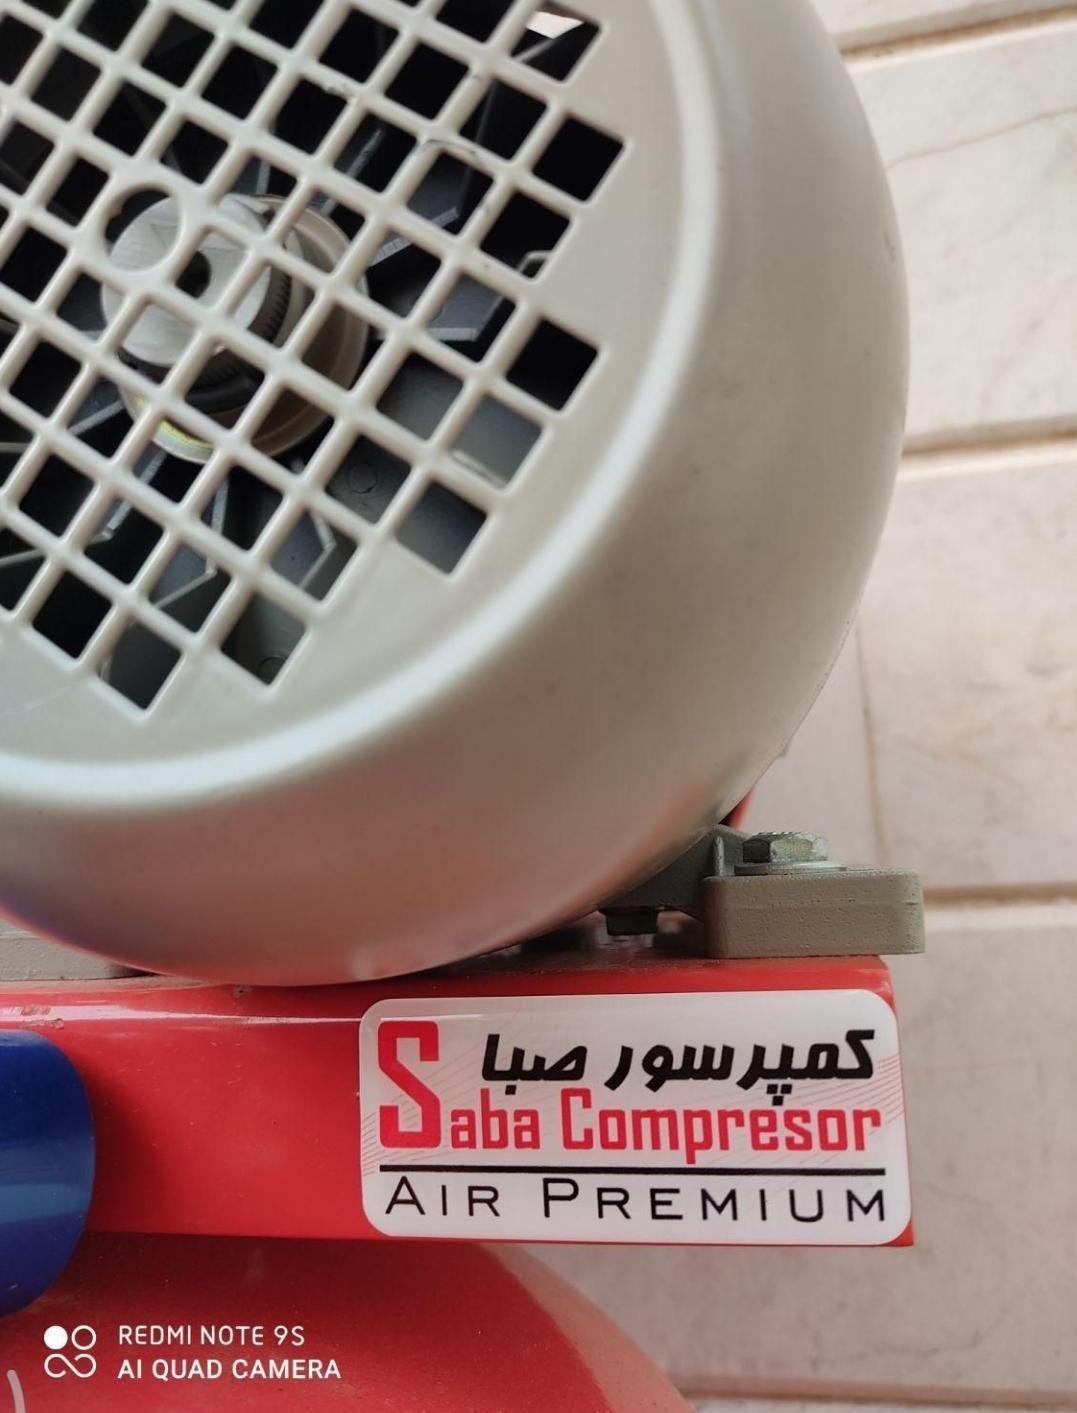 کمپرسور صبا
Saba Compresor
AIR PREMIUM
REDMI NOTE 9S
AI QUAD CAMERA